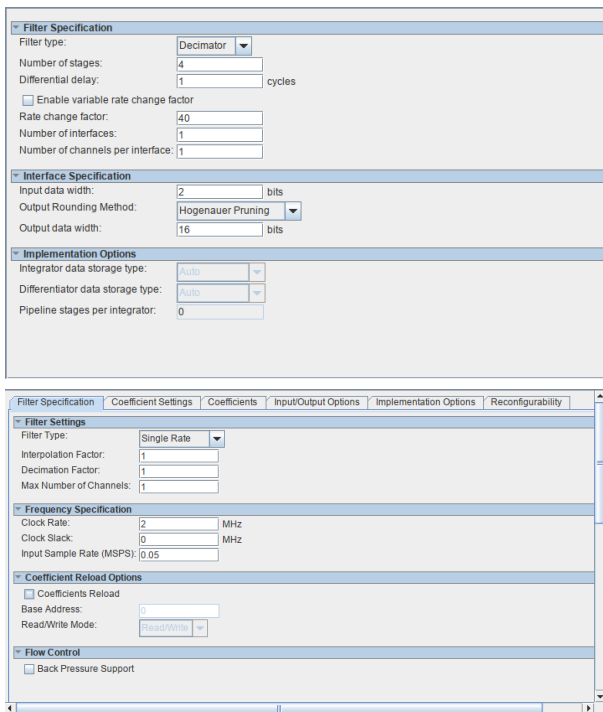 Filter Specification
Filter type: Decimator
Number of stages: 4
Differential delay: 1 cycles
Enable variable rate change factor
Rate change factor: 40
Number of interfaces: 1
Number of channels per interface: 1
Interface Specification
Input data width: 2 bits
Output Rounding Method: Hogenauer Pruning
Output data width: 16 bits
Implementation Options
Integrator data storage type: Auto
Differentiator data storage type: Auto
Pipeline stages per integrator: 0
Filter Specification Coefficient Settings Coefficients Input/Output Options Implementation Options Reconfigurability
Filter Settings
Filter Type: Single Rate
Interpolation Factor: 1
Decimation Factor: 1
Max Number of Channels: 1
Frequency Specification
Clock Rate: 2 MHz
Clock Slack: 0 MHz
Input Sample Rate (MSPS): 0.05
Coefficient Reload Options
Coefficients Reload
Base Address: 0
Read/Write Mode: Read/Write
Flow Control
Back Pressure Support